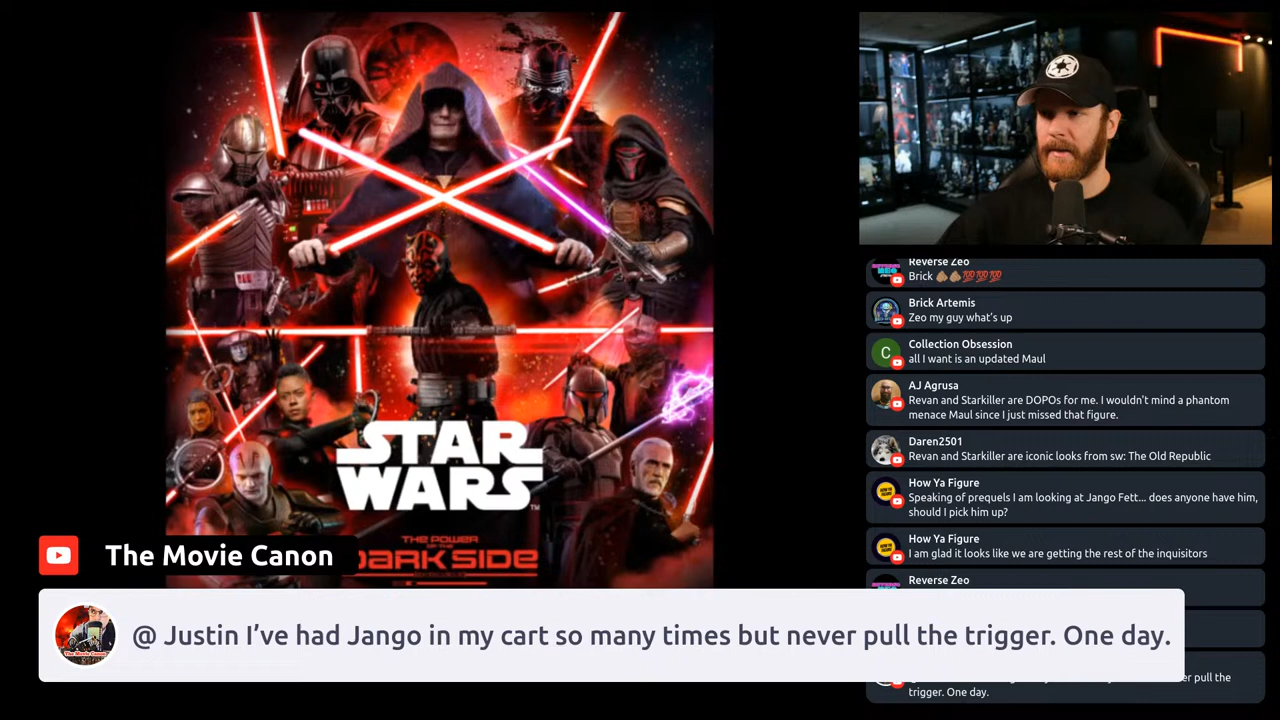 STAR
WARS
TM
THE POWER
OF THE
DARK SIDE
Reverse Zeo
Brick 💯💯💯
Brick Artemis
Zeo my guy what's up
C
Collection Obsession
all I want is an updated Maul
AJ Agrusa
Revan and Starkiller are DOPOs for me. I wouldn't mind a phantom
menace Maul since I just missed that figure.
Daren2501
Revan and Starkiller are iconic looks from sw: The Old Republic
How Ya Figure
Speaking of prequels I am looking at Jango Fett... does anyone have him,
should I pick him up?
How Ya Figure
I am glad it looks like we are getting the rest of the inquisitors
Reverse Zeo
er pull the
trigger. One day.
The Movie Canon
The Movie Canon
@ Justin I've had Jango in my cart so many times but never pull the trigger. One day.